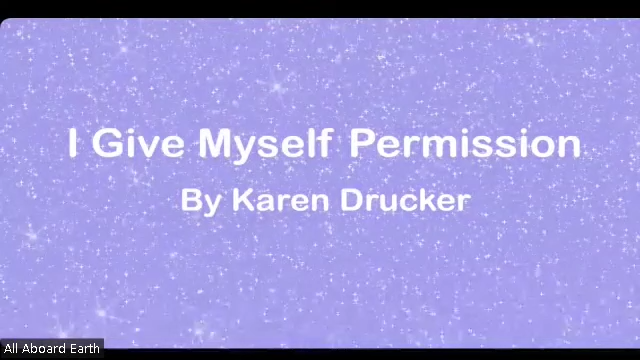 I Give Myself Permission
By Karen Drucker
All Aboard Earth